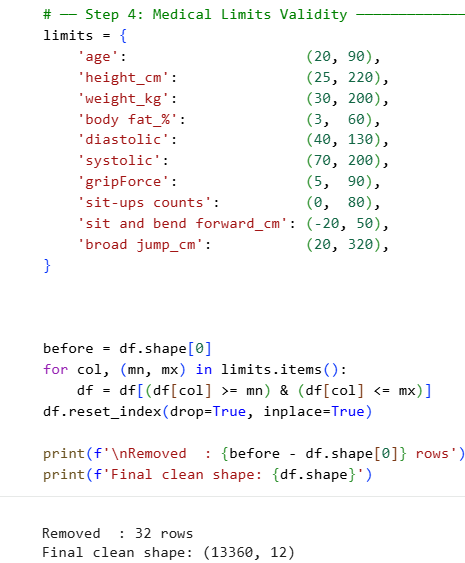 # —— Step 4: Medical Limits Validity ——————————————
limits = {
    'age':                      (20, 90),
    'height_cm':                (25, 220),
    'weight_kg':                (30, 200),
    'body fat_%':               (3,  60),
    'diastolic':                (40, 130),
    'systolic':                 (70, 200),
    'gripForce':                (5,  90),
    'sit-ups counts':           (0,  80),
    'sit and bend forward_cm': (-20, 50),
    'broad jump_cm':            (20, 320),
}
before = df.shape[0]
for col, (mn, mx) in limits.items():
    df = df[(df[col] >= mn) & (df[col] <= mx)]
df.reset_index(drop=True, inplace=True)
print(f'\nRemoved  : {before - df.shape[0]} rows')
print(f'Final clean shape: {df.shape}')
Removed  : 32 rows
Final clean shape: (13360, 12)